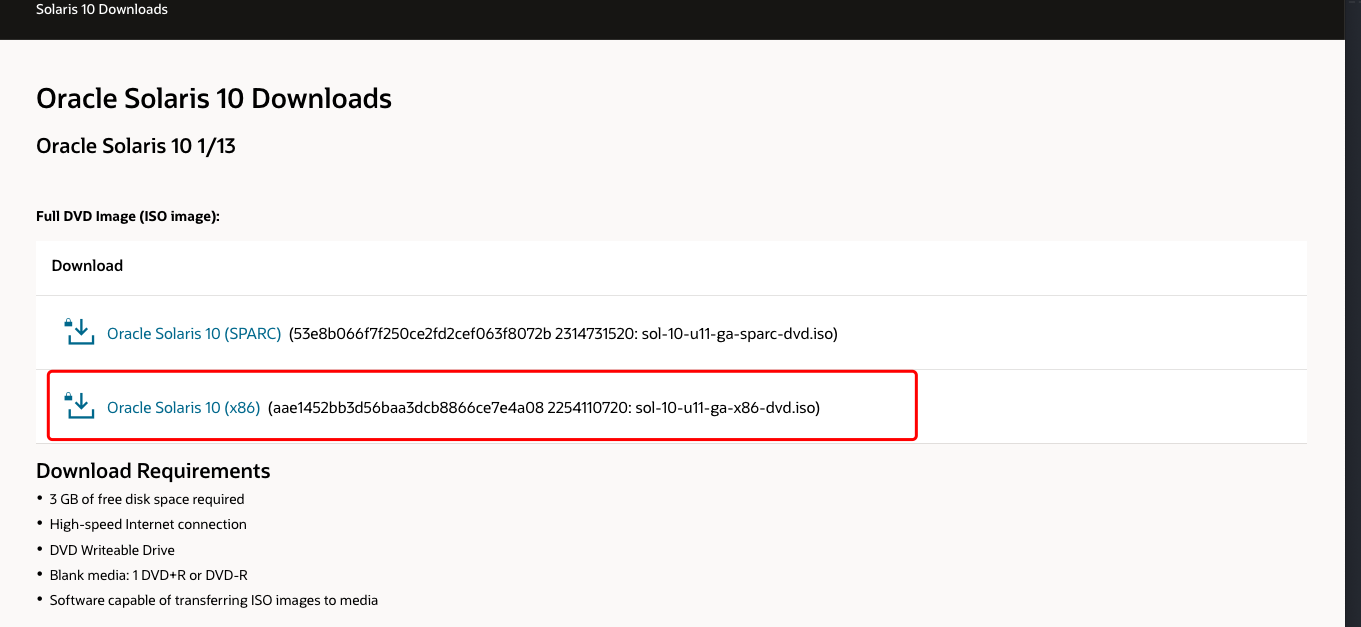 Solaris 10 Downloads
Oracle Solaris 10 Downloads
Oracle Solaris 10 1/13
Full DVD Image (ISO image):
Download
Oracle Solaris 10 (SPARC) (53e8b066f7f250ce2fd2cef063f8072b 2314731520: sol-10-u11-ga-sparc-dvd.iso)
Oracle Solaris 10 (x86) (aae1452bb3d56baa3dcb8866ce7e4a08 2254110720: sol-10-u11-ga-x86-dvd.iso)
Download Requirements
• 3 GB of free disk space required
• High-speed Internet connection
• DVD Writeable Drive
• Blank media: 1 DVD+R or DVD-R
• Software capable of transferring ISO images to media